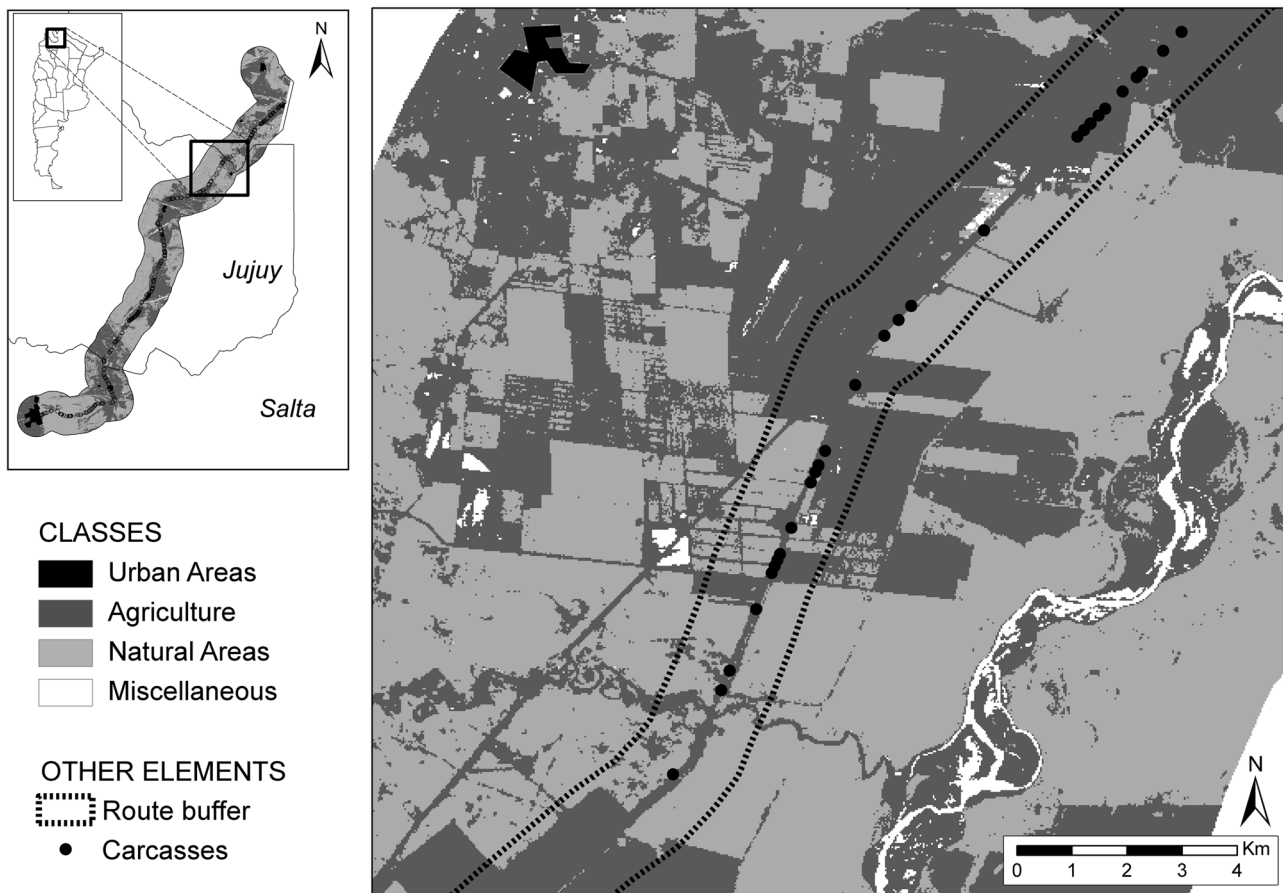 N
Jujuy
Salta
CLASSES
Urban Areas
Agriculture
Natural Areas
Miscellaneous
OTHER ELEMENTS
Route buffer
Carcasses
N
Km
0 1 2 3 4